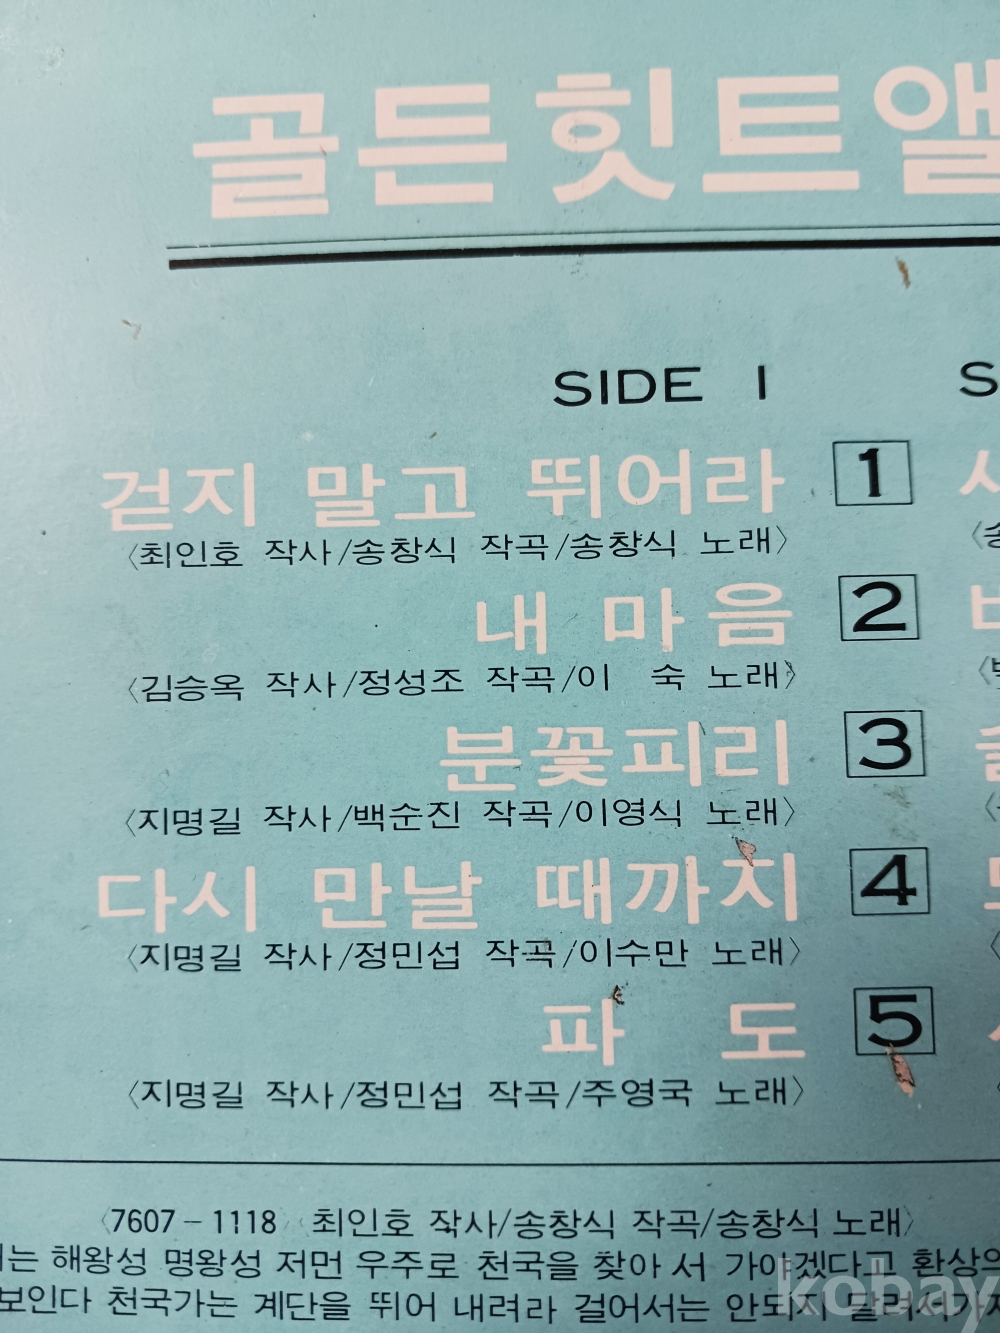 골든힛트앨
SIDE I
걷지 말고 뛰어라 1
〈최인호 작사/송창식 작곡/송창식 노래〉
내 마음 2
〈김승옥 작사/정성조 작곡/이 숙 노래〉
분꽃피리 3
〈지명길 작사/백순진 작곡/이영식 노래〉
다시 만날 때까지 4
〈지명길 작사/정민섭 작곡/이수만 노래〉
파 도 5
〈지명길 작사/정민섭 작곡/주영국 노래〉
〈7607-1118〉〈최인호 작사/송창식 작곡/송창식 노래〉
는 해왕성 명왕성 저먼 우주로 천국을 찾아 서 가야겠다고 환상의
보인다 천국가는 계단을 뛰어 내려라 걸어서는 안되지 달려서가자
kobay